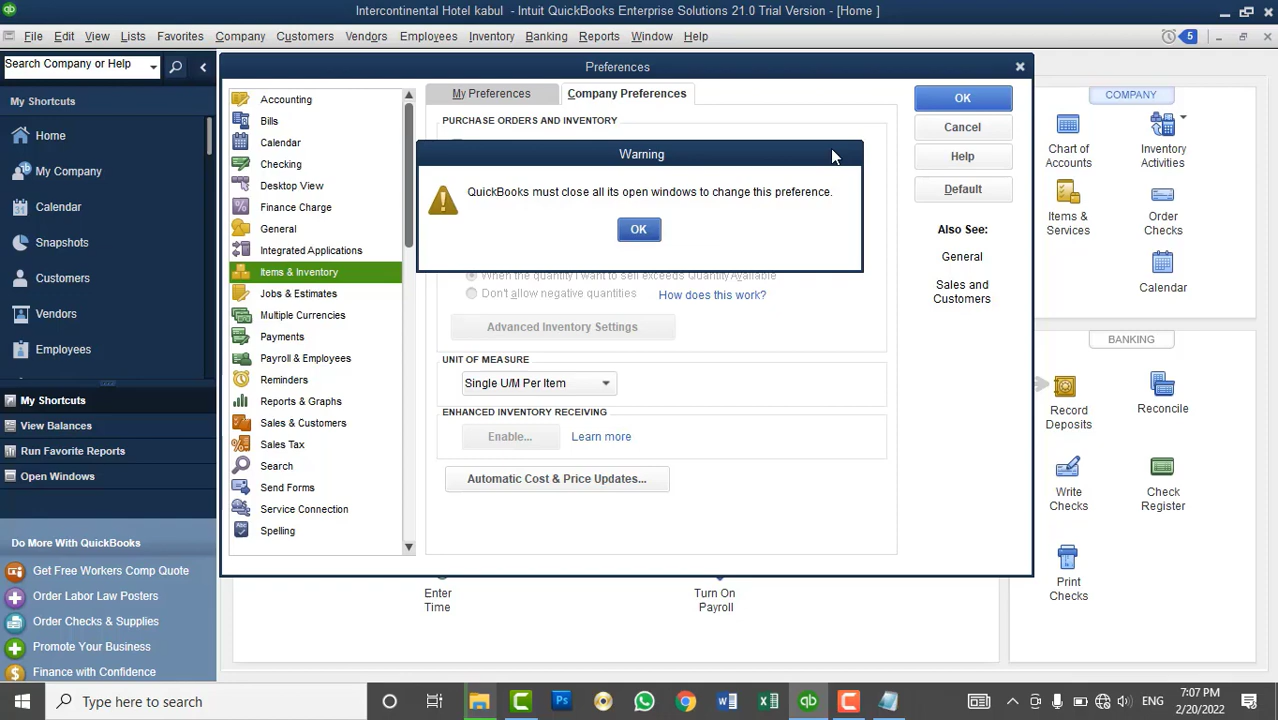 Intercontinental Hotel kabul - Intuit QuickBooks Enterprise Solutions 21.0 Trial Version - [Home ]
File Edit View Lists Favorites Company Customers Vendors Employees Inventory Banking Reports Window Help
5
Search Company or Help
My Shortcuts
Home
My Company
Calendar
Snapshots
Customers
Vendors
Employees
My Shortcuts
View Balances
Run Favorite Reports
Open Windows
Do More With QuickBooks
Get Free Workers Comp Quote
Order Labor Law Posters
Order Checks & Supplies
Promote Your Business
Finance with Confidence
Preferences
Accounting
Bills
Calendar
Checking
Desktop View
Finance Charge
General
Integrated Applications
Items & Inventory
Jobs & Estimates
Multiple Currencies
Payments
Payroll & Employees
Reminders
Reports & Graphs
Sales & Customers
Sales Tax
Search
Send Forms
Service Connection
Spelling
My Preferences
Company Preferences
PURCHASE ORDERS AND INVENTORY
Warning
QuickBooks must close all its open windows to change this preference.
OK
When the quantity I want to sell exceeds Quantity Available
Don't allow negative quantities
How does this work?
Advanced Inventory Settings
UNIT OF MEASURE
Single U/M Per Item
ENHANCED INVENTORY RECEIVING
Enable...
Learn more
Automatic Cost & Price Updates...
OK
Cancel
Help
Default
Also See:
General
Sales and
Customers
Enter
Time
Turn On
Payroll
COMPANY
Chart of
Accounts
Inventory
Activities
Items &
Services
Order
Checks
Calendar
BANKING
Record
Deposits
Reconcile
Write
Checks
Check
Register
Print
Checks
Type here to search
ENG
7:07 PM
2/20/2022